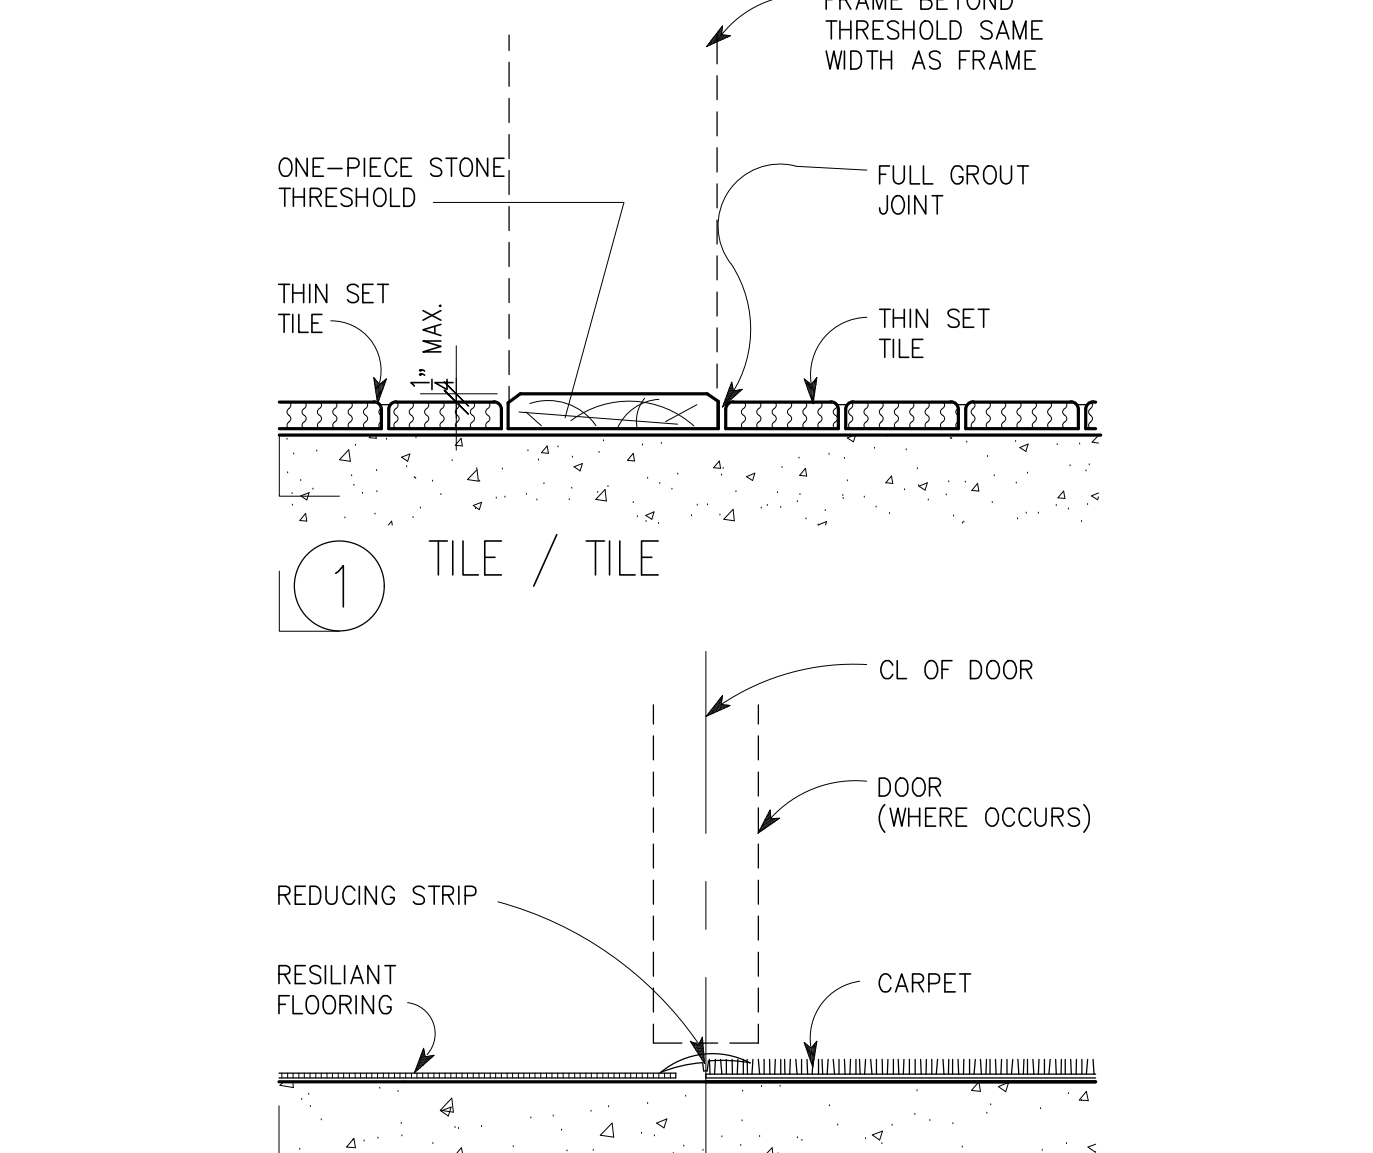 FRAME BEYOND
THRESHOLD SAME
WIDTH AS FRAME
ONE-PIECE STONE
THRESHOLD
FULL GROUT
JOINT
THIN SET
TILE
1/4" MAX.
THIN SET
TILE
1
TILE / TILE
CL OF DOOR
DOOR
(WHERE OCCURS)
REDUCING STRIP
RESILIANT
FLOORING
CARPET